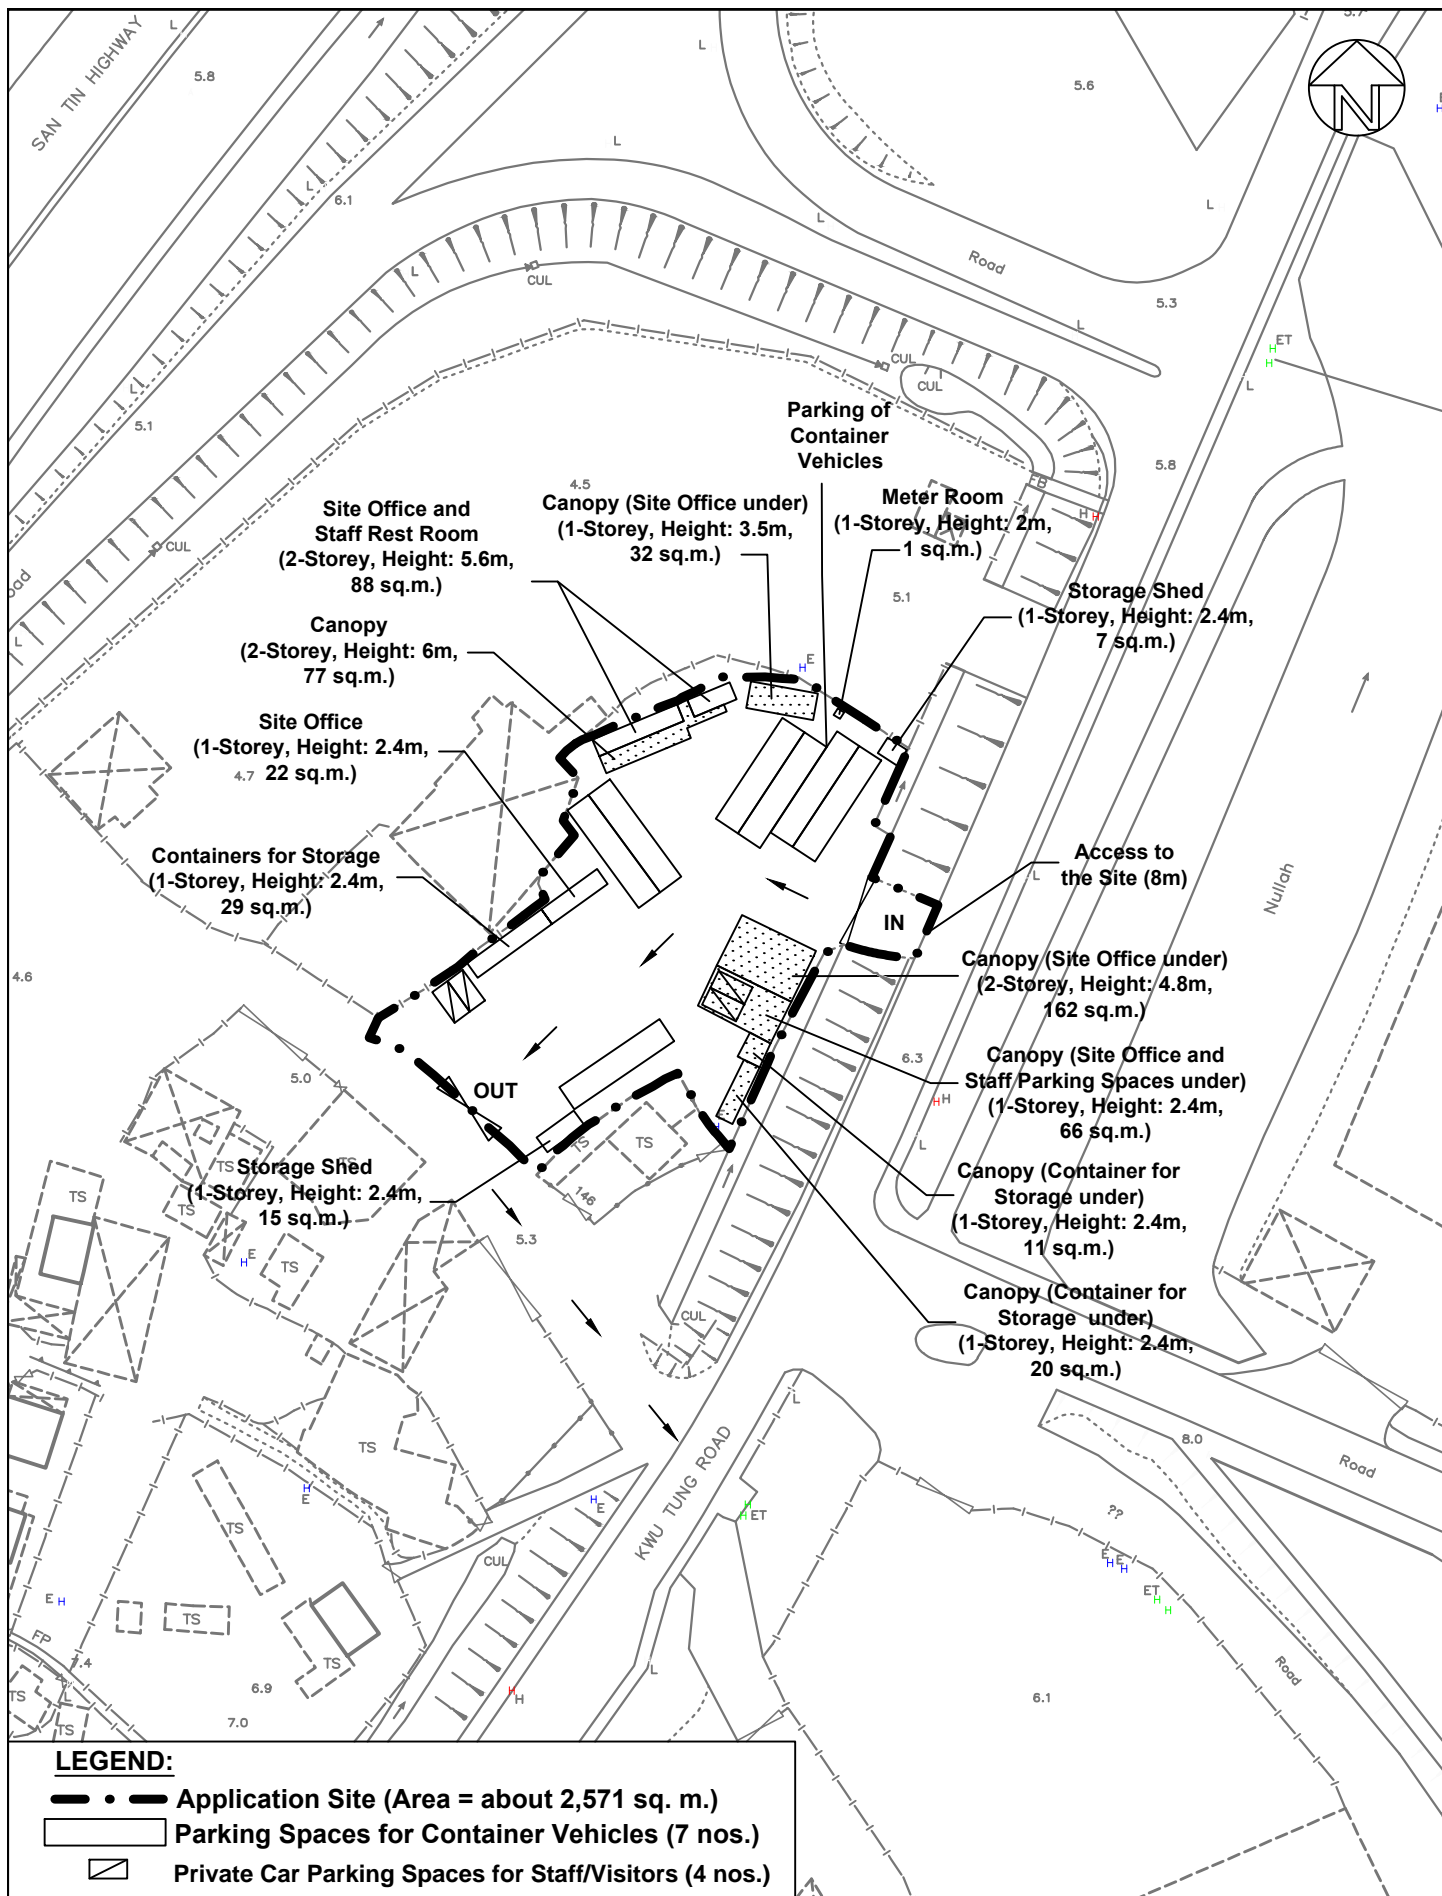 SAN TIN HIGHWAY
L
5.8
5.7
5.6
N
L
L
6.1
L
L
L
Road
CUL
5.3
L
ET
CUL
CUL
L
5.1
Parking of
Container
Vehicles
5.8
4.5
FB
H
CUL
Site Office and
Staff Rest Room
(2-Storey, Height: 5.6m,
88 sq.m.)
Canopy (Site Office under)
(1-Storey, Height: 3.5m,
32 sq.m.)
Meter Room
(1-Storey, Height: 2m,
1 sq.m.)
5.1
Storage Shed
(1-Storey, Height: 2.4m,
7 sq.m.)
Canopy
(2-Storey, Height: 6m,
77 sq.m.)
L
E
Site Office
(1-Storey, Height: 2.4m,
22 sq.m.)
4.7
Containers for Storage
(1-Storey, Height: 2.4m,
29 sq.m.)
Access to
the Site (8m)
L
Nullah
IN
4.6
Canopy (Site Office under)
(2-Storey, Height: 4.8m,
162 sq.m.)
6.3
Canopy (Site Office and
Staff Parking Spaces under)
(1-Storey, Height: 2.4m,
66 sq.m.)
5.0
OUT
H
L
TS
TS
TS
TS
TS
146
Storage Shed
(1-Storey, Height: 2.4m,
15 sq.m.)
Canopy (Container for
Storage under)
(1-Storey, Height: 2.4m,
11 sq.m.)
5.3
E
TS
Canopy (Container for
Storage under)
(1-Storey, Height: 2.4m,
20 sq.m.)
CUL
L
KWU TUNG ROAD
8.0
Road
TS
E
E
ET
??
TS
CUL
E
E
ET
E
TS
FP
7.4
TS
L
TS
TS
6.9
7.0
L
H
6.1
Road
LEGEND:
Application Site (Area = about 2,571 sq. m.)
Parking Spaces for Container Vehicles (7 nos.)
Private Car Parking Spaces for Staff/Visitors (4 nos.)